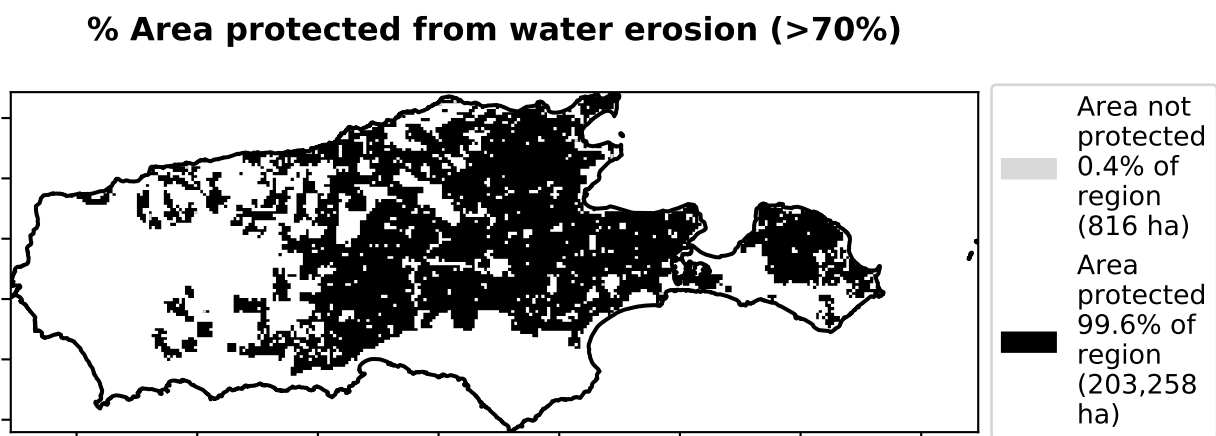 % Area protected from water erosion (>70%)
Area not
protected
0.4% of
region
(816 ha)
Area
protected
99.6% of
region
(203,258
ha)